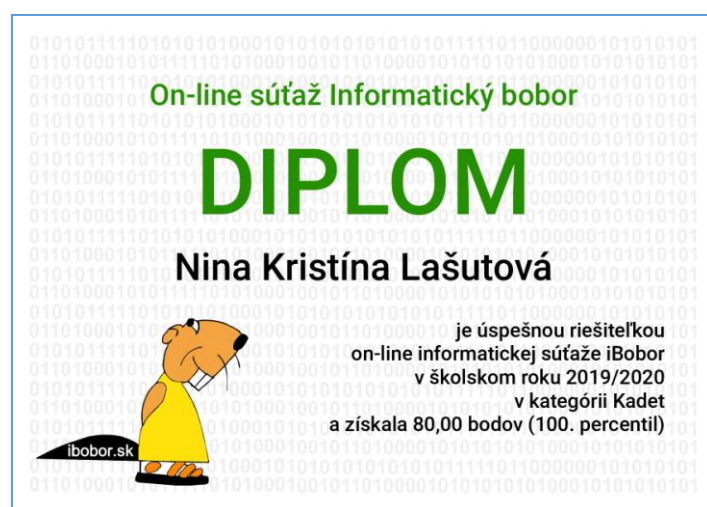 On-line súťaž Informatický bobor
DIPLOM
Nina Kristína Lašutová
je úspešnou riešiteľkou
on-line informatickej súťaže iBobor
v školskom roku 2019/2020
v kategórii Kadet
a získala 80,00 bodov (100. percentil)
ibobor.sk